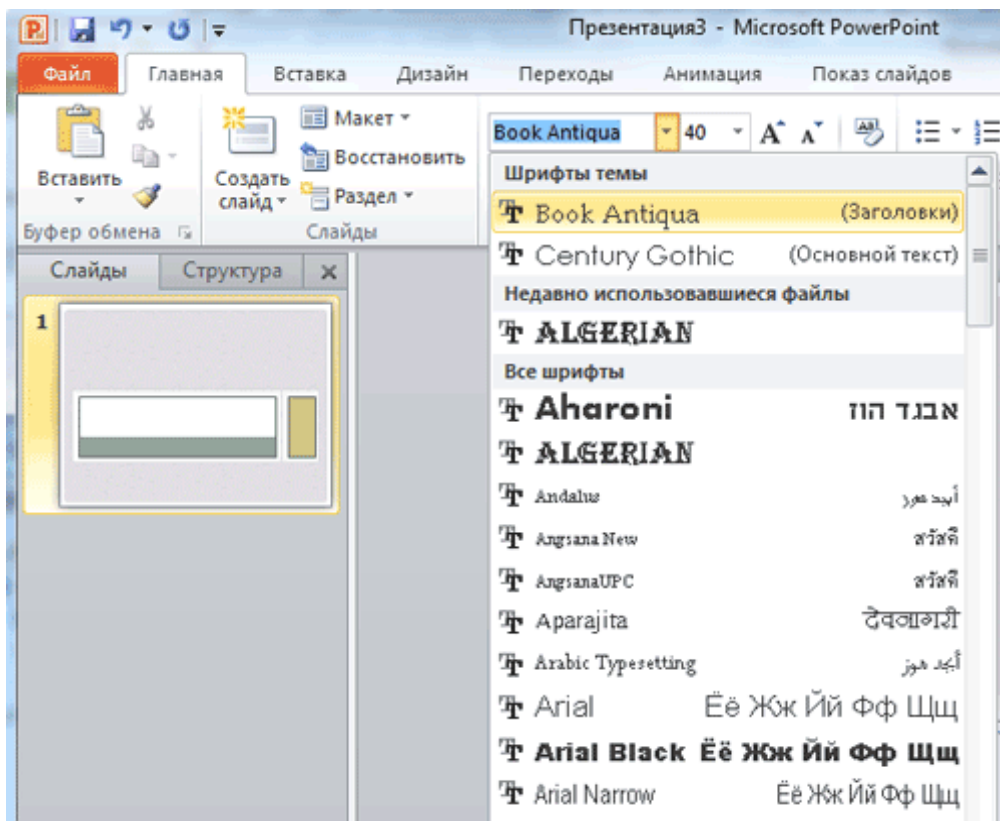 Презентация3 - Microsoft PowerPoint
Файл Главная Вставка Дизайн Переходы Анимация Показ слайдов
Вставить
Буфер обмена
Создать слайд
Макет
Восстановить
Раздел
Слайды
Book Antiqua 40
Слайды Структура
1
Шрифты темы
Book Antiqua (Заголовки)
Century Gothic (Основной текст)
Недавно использовавшиеся файлы
ALGERIAN
Все шрифты
Aharoni אבגד הוז
ALGERIAN
Andalus أبجد هوز
Angsana New สวัสดี
AngsanaUPC สวัสดี
Aparajita देवनागरी
Arabic Typesetting أبجد هوز
Arial Ёё Жж Йй Фф Щщ
Arial Black Ёё Жж Йй Фф Щщ
Arial Narrow Ёё Жж Йй Фф Щщ